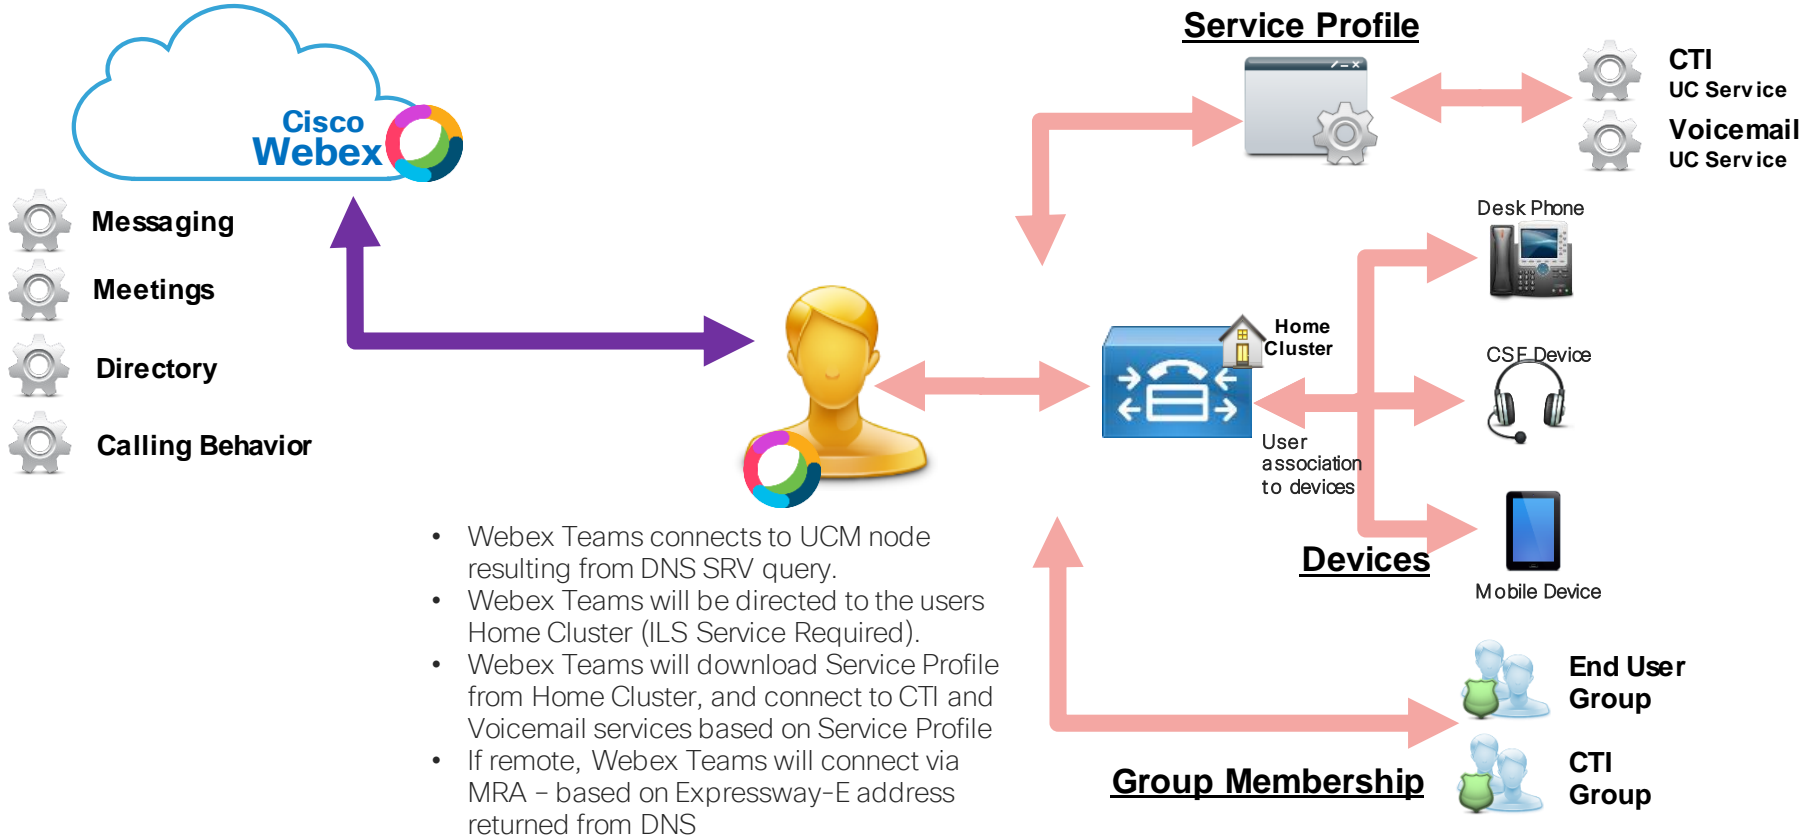 Cisco
Webex
Messaging
Meetings
Directory
Calling Behavior
Service Profile
CTI
UC Service
Voicemail
UC Service
Desk Phone
Home
Cluster
CSF Device
User
association
to devices
Devices
Mobile Device
• Webex Teams connects to UCM node
resulting from DNS SRV query.
• Webex Teams will be directed to the users
Home Cluster (ILS Service Required).
• Webex Teams will download Service Profile
from Home Cluster, and connect to CTI and
Voicemail services based on Service Profile
• If remote, Webex Teams will connect via
MRA – based on Expressway-E address
returned from DNS
End User
Group
Group Membership
CTI
Group